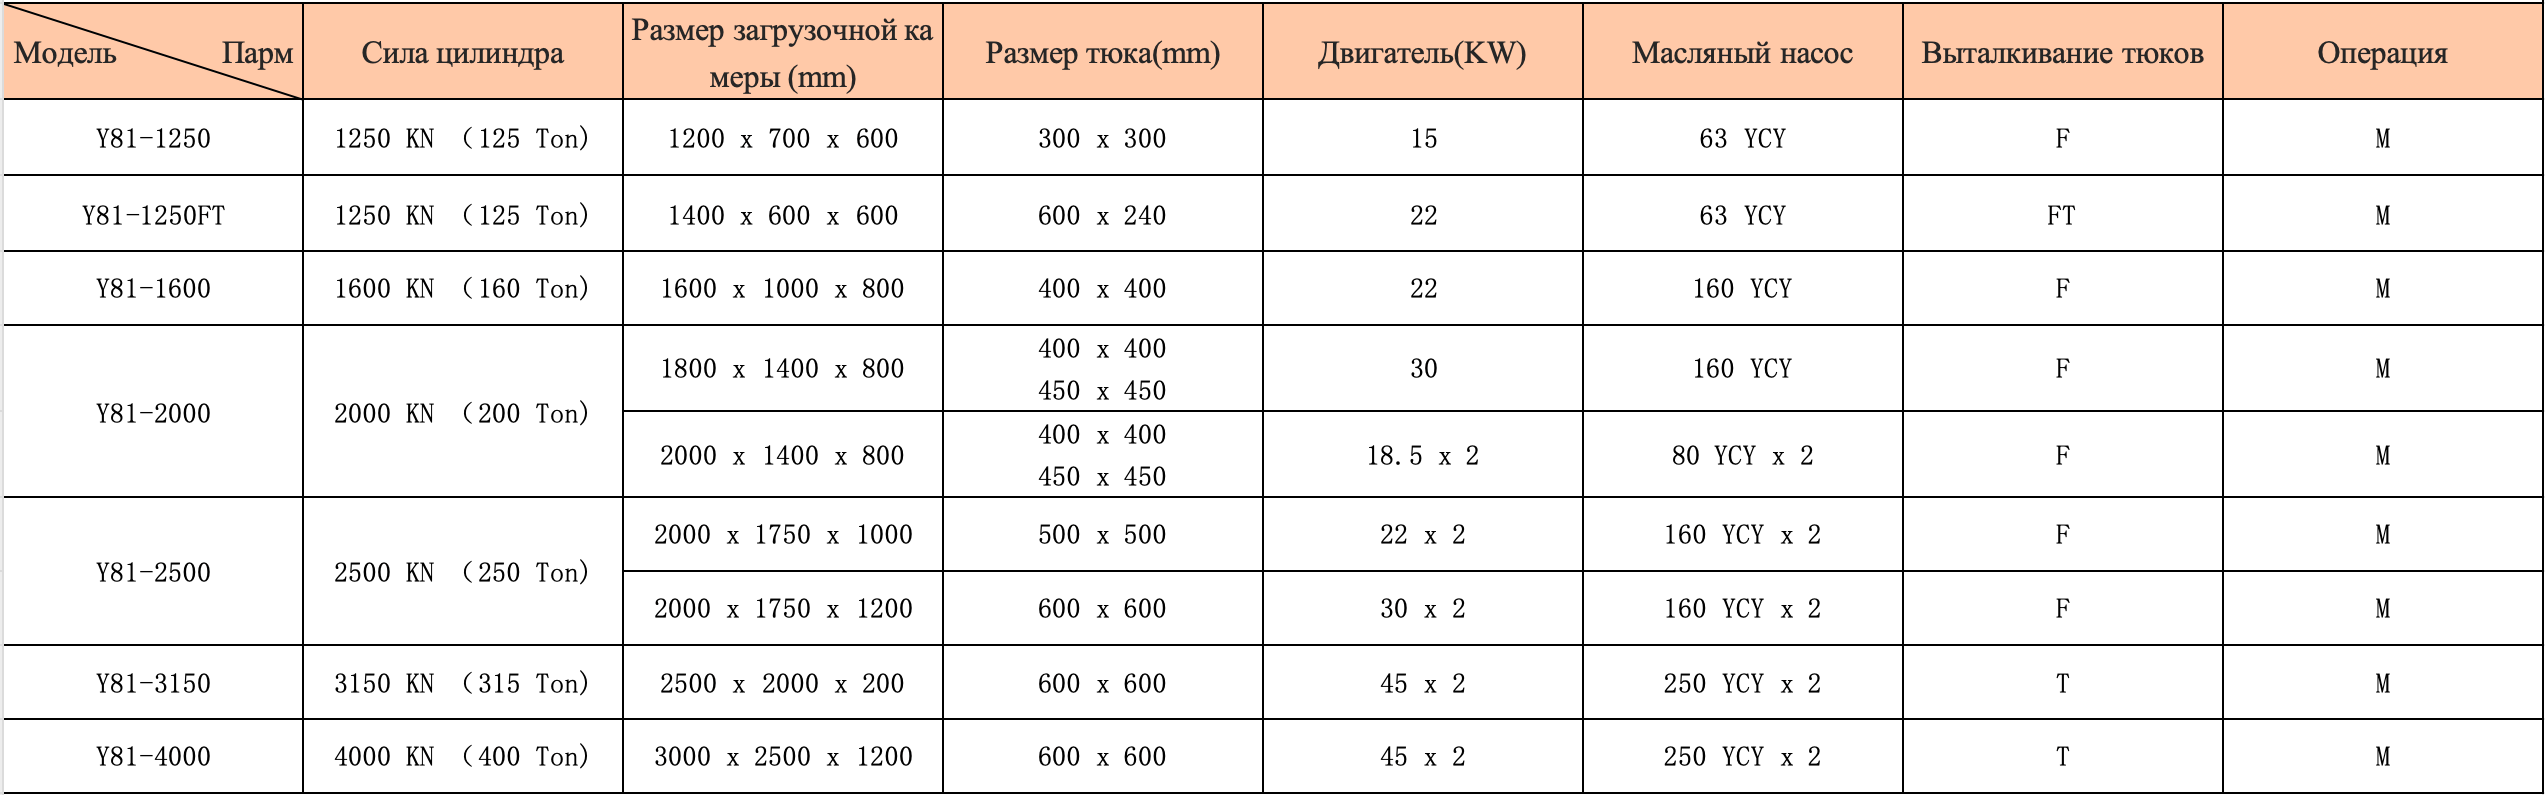 Модель Парм Сила цилиндра Размер загрузочной ка
меры (mm) Размер тюка(mm) Двигатель(KW) Масляный насос Выталкивание тюков Операция
Y81-1250 1250 KN （125 Ton) 1200 x 700 x 600 300 x 300 15 63 YCY F M
Y81-1250FT 1250 KN （125 Ton) 1400 x 600 x 600 600 x 240 22 63 YCY FT M
Y81-1600 1600 KN （160 Ton) 1600 x 1000 x 800 400 x 400 22 160 YCY F M
Y81-2000 2000 KN （200 Ton) 1800 x 1400 x 800 400 x 400
450 x 450 30 160 YCY F M
2000 x 1400 x 800 400 x 400
450 x 450 18.5 x 2 80 YCY x 2 F M
Y81-2500 2500 KN （250 Ton) 2000 x 1750 x 1000 500 x 500 22 x 2 160 YCY x 2 F M
2000 x 1750 x 1200 600 x 600 30 x 2 160 YCY x 2 F M
Y81-3150 3150 KN （315 Ton) 2500 x 2000 x 200 600 x 600 45 x 2 250 YCY x 2 T M
Y81-4000 4000 KN （400 Ton) 3000 x 2500 x 1200 600 x 600 45 x 2 250 YCY x 2 T M